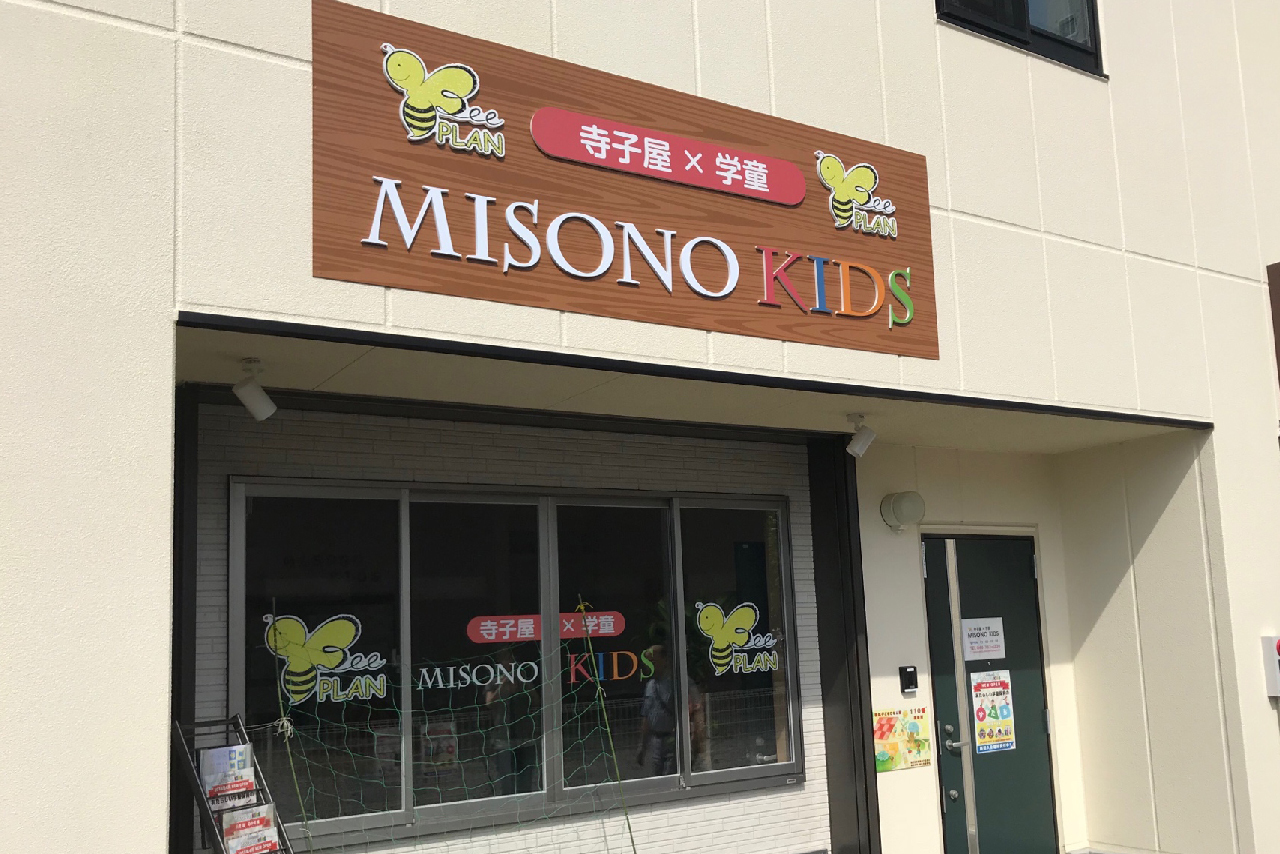 Bee
PLAN
寺子屋 × 学童
Bee
PLAN
MISONO KIDS
寺子屋 × 学童
Bee
PLAN
MISONO KIDS
Bee
PLAN
MISONO KIDS